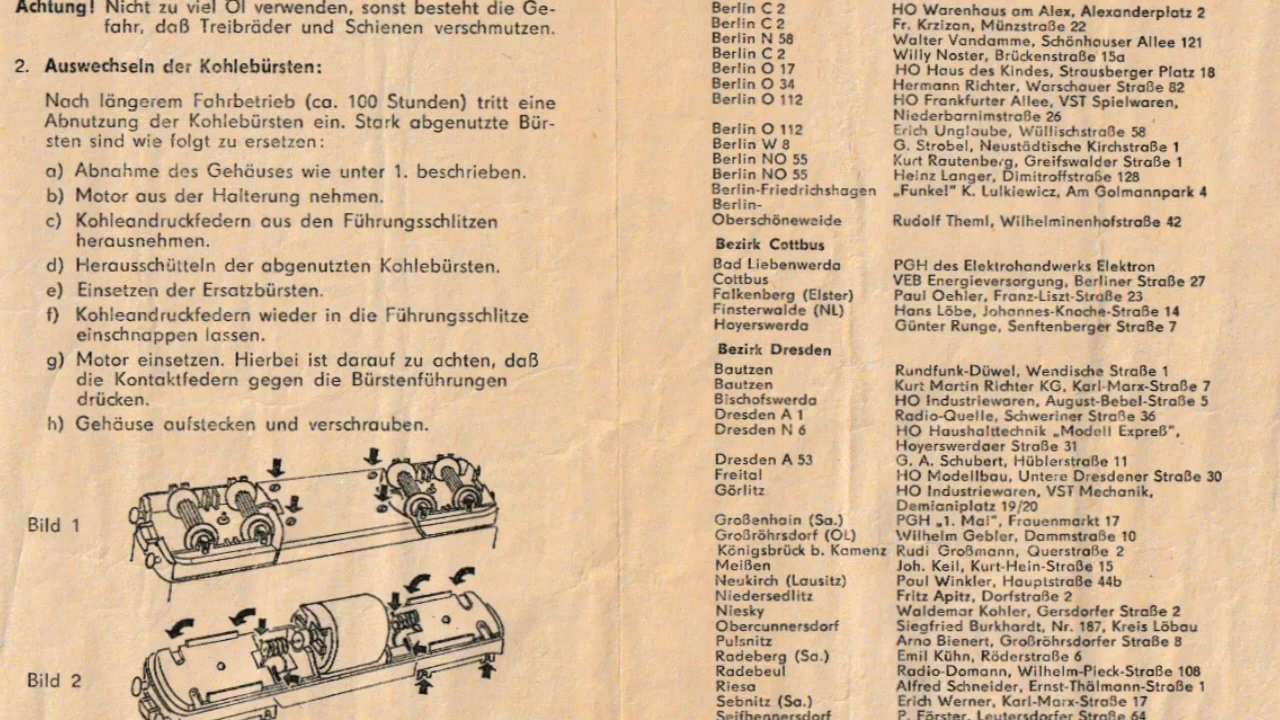 Achtung! Nicht zu viel Öl verwenden, sonst besteht die Ge-
fahr, daß Treibräder und Schienen verschmutzen.
2. Auswechseln der Kohlebürsten:
Nach längerem Fahrbetrieb (ca. 100 Stunden) tritt eine
Abnutzung der Kohlebürsten ein. Stark abgenutzte Bür-
sten sind wie folgt zu ersetzen:
a) Abnahme des Gehäuses wie unter 1. beschrieben.
b) Motor aus der Halterung nehmen.
c) Kohleandruckfedern aus den Führungsschlitzen
herausnehmen.
d) Herausschütteln der abgenutzten Kohlebürsten.
e) Einsetzen der Ersatzbürsten.
f) Kohleandruckfedern wieder in die Führungsschlitze
einschnappen lassen.
g) Motor einsetzen. Hierbei ist darauf zu achten, daß
die Kontaktfedern gegen die Bürstenführungen
drücken.
h) Gehäuse aufstecken und verschrauben.
Bild 1
Bild 2
Berlin C 2 HO Warenhaus am Alex, Alexanderplatz 2
Berlin C 2 Fr. Krzizan, Münzstraße 22
Berlin N 58 Walter Vandamme, Schönhauser Allee 121
Berlin C 2 Willy Noster, Brückenstraße 15a
Berlin O 17 HO Haus des Kindes, Strausberger Platz 18
Berlin O 34 Hermann Richter, Warschauer Straße 82
Berlin O 112 HO Frankfurter Allee, VST Spielwaren,
Niederbarnimstraße 26
Berlin O 112 Erich Unglaube, Wüllischstraße 58
Berlin W 8 G. Strobel, Neustädtische Kirchstraße 1
Berlin NO 55 Kurt Rautenberg, Greifswalder Straße 1
Berlin NO 55 Heinz Langer, Dimitroffstraße 128
Berlin-Friedrichshagen „Funkel" K. Lulkiewicz, Am Golmannpark 4
Berlin-
Oberschöneweide Rudolf Theml, Wilhelminenhofstraße 42
Bezirk Cottbus
Bad Liebenwerda PGH des Elektrohandwerks Elektron
Cottbus VEB Energieversorgung, Berliner Straße 27
Falkenberg (Elster) Paul Oehler, Franz-Liszt-Straße 23
Finsterwalde (NL) Hans Löbe, Johannes-Knoche-Straße 14
Hoyerswerda Günter Runge, Senftenberger Straße 7
Bezirk Dresden
Bautzen Rundfunk-Düwel, Wendische Straße 1
Bautzen Kurt Martin Richter KG, Karl-Marx-Straße 7
Bischofswerda HO Industriewaren, August-Bebel-Straße 5
Dresden A 1 Radio-Quelle, Schweriner Straße 36
Dresden N 6 HO Haushalttechnik „Modell Expreß",
Hoyerswerdaer Straße 31
Dresden A 53 G. A. Schubert, Hüblerstraße 11
Freital HO Modellbau, Untere Dresdener Straße 30
Görlitz HO Industriewaren, VST Mechanik,
Demianiplatz 19/20
Großenhain (Sa.) PGH „1. Mai", Frauenmarkt 17
Großröhrsdorf (OL) Wilhelm Gebler, Dammstraße 10
Königsbrück b. Kamenz Rudi Großmann, Querstraße 2
Meißen Joh. Keil, Kurt-Hein-Straße 15
Neukirch (Lausitz) Paul Winkler, Hauptstraße 44b
Niedersedlitz Fritz Apitz, Dorfstraße 2
Niesky Waldemar Kohler, Gersdorfer Straße 2
Obercunnersdorf Siegfried Burkhardt, Nr. 187, Kreis Löbau
Pulsnitz Arno Bienert, Großröhrsdorfer Straße 8
Radeberg (Sa.) Emil Kühn, Röderstraße 6
Radebeul Radio-Domann, Wilhelm-Pieck-Straße 108
Riesa Alfred Schneider, Ernst-Thälmann-Straße 1
Sebnitz (Sa.) Erich Werner, Karl-Marx-Straße 17
Seifhennersdorf P. Förster, Leutersdorfer Straße 64